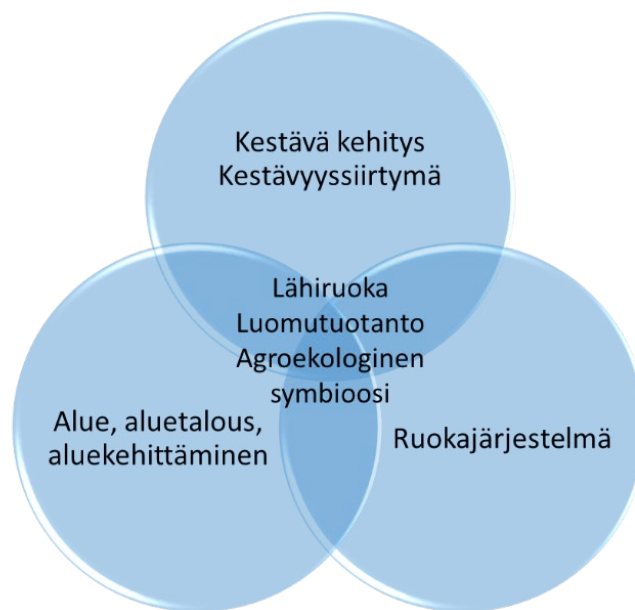 Kestävä kehitys
Kestävyyssiirtymä
Lähiruoka
Luomutuotanto
Agroekologinen
symbioosi
Alue, aluetalous,
aluekehittäminen
Ruokajärjestelmä